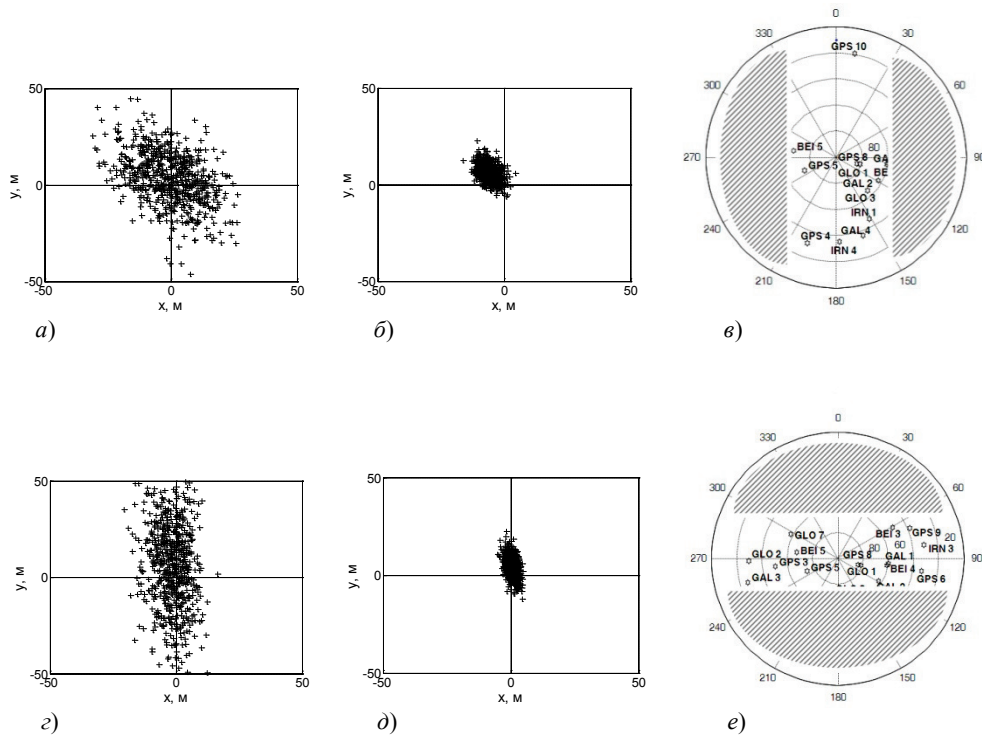 0
330
30
GPS 10
50
50
300
60
BEI 5
GPS 8
80
GA
y, м
0
y, м
0
270
90
GPS 5
GLO 1
BE
GAL 2
GLO 3
IRN 1
240
120
GPS 4
GAL 4
IRN 4
-50
-50
0
50
-50
-50
0
50
210
150
x, м
x, м
180
а)
б)
в)
0
330
30
50
50
300
60
GLO 7
BEI 3
GPS 9
20
GLO 2
BEI 5
GPS 8
80
60
GAL 1
IRN 3
y, м
0
y, м
0
270
90
GPS 3
GPS 5
GLO 1
BEI 4
GAL 3
GPS 6
240
120
-50
-50
0
50
-50
-50
0
50
210
150
x, м
x, м
180
г)
д)
е)